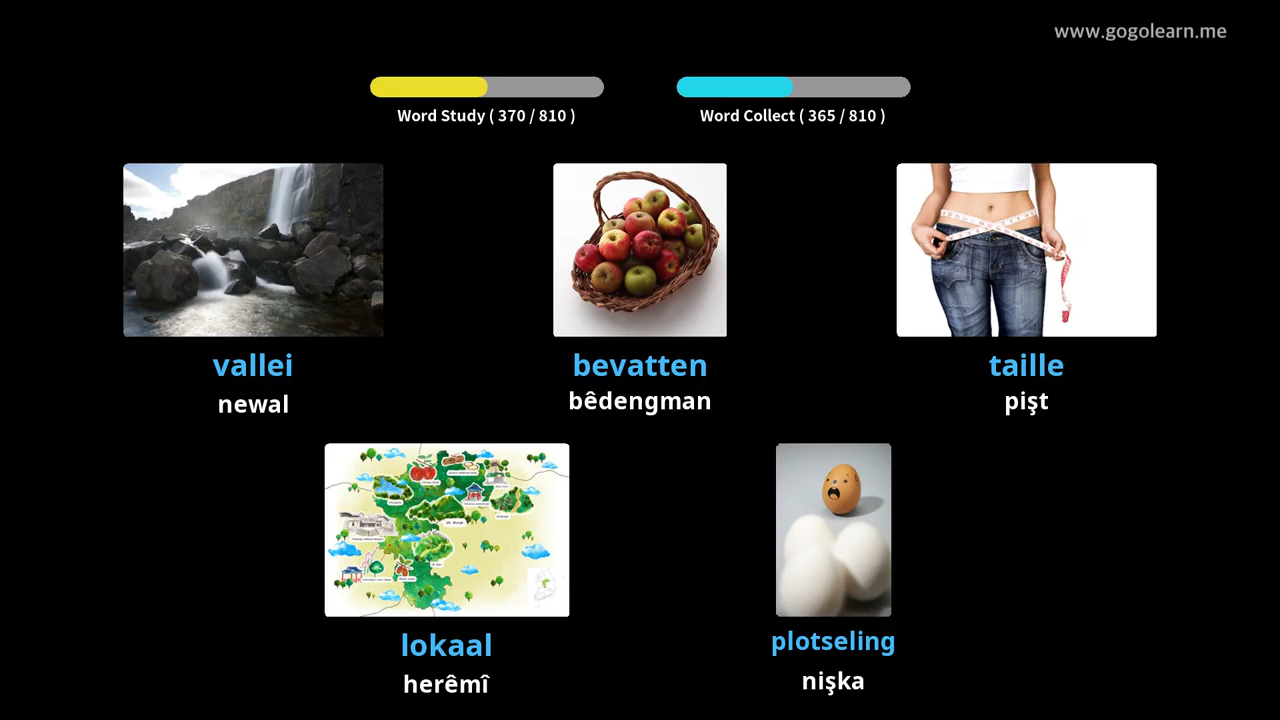 www.gogolearn.me
Word Study ( 370 / 810 )
Word Collect ( 365 / 810 )
vallei
newal
bevatten
bêdengman
taille
pişt
lokaal
herêmî
plotseling
nişka